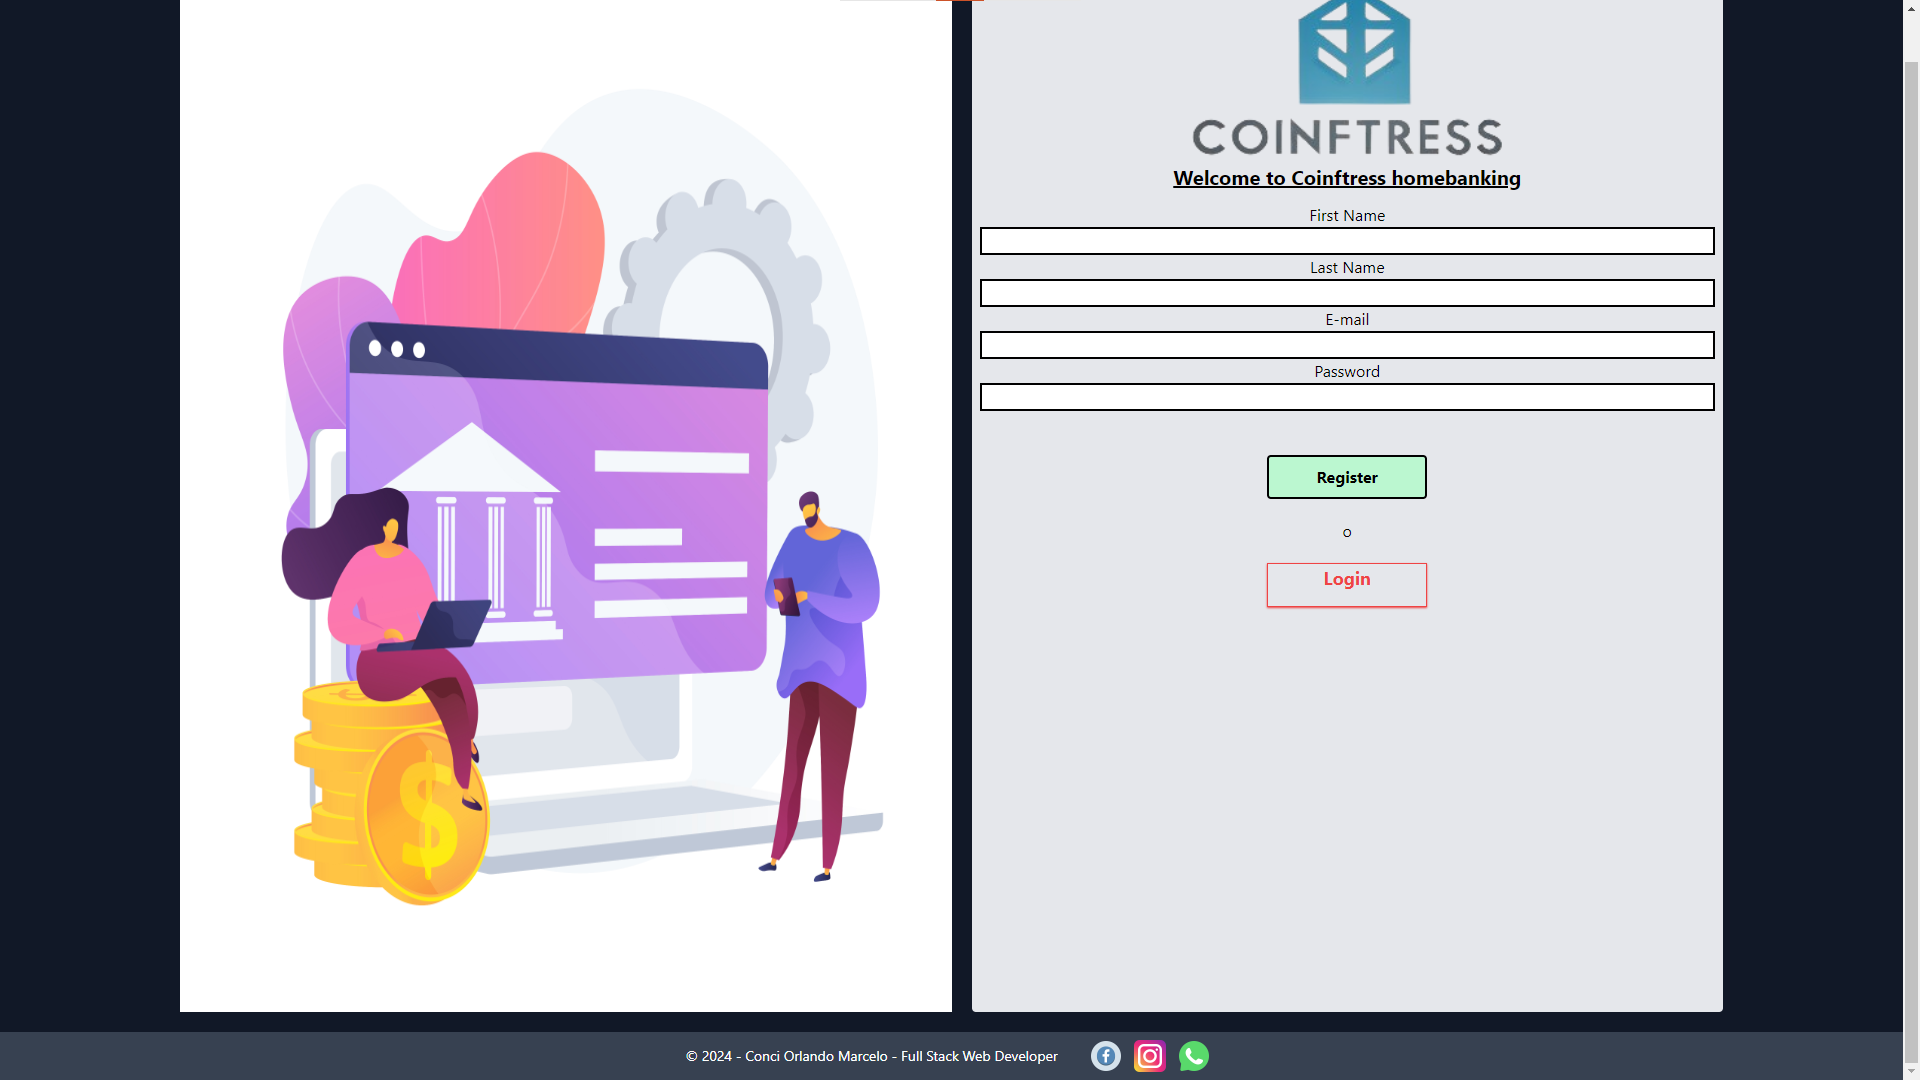 COINFTRESS
Welcome to Coinftress homebanking
First Name
Last Name
E-mail
Password
Register
o
Login
$
© 2024 - Conci Orlando Marcelo - Full Stack Web Developer